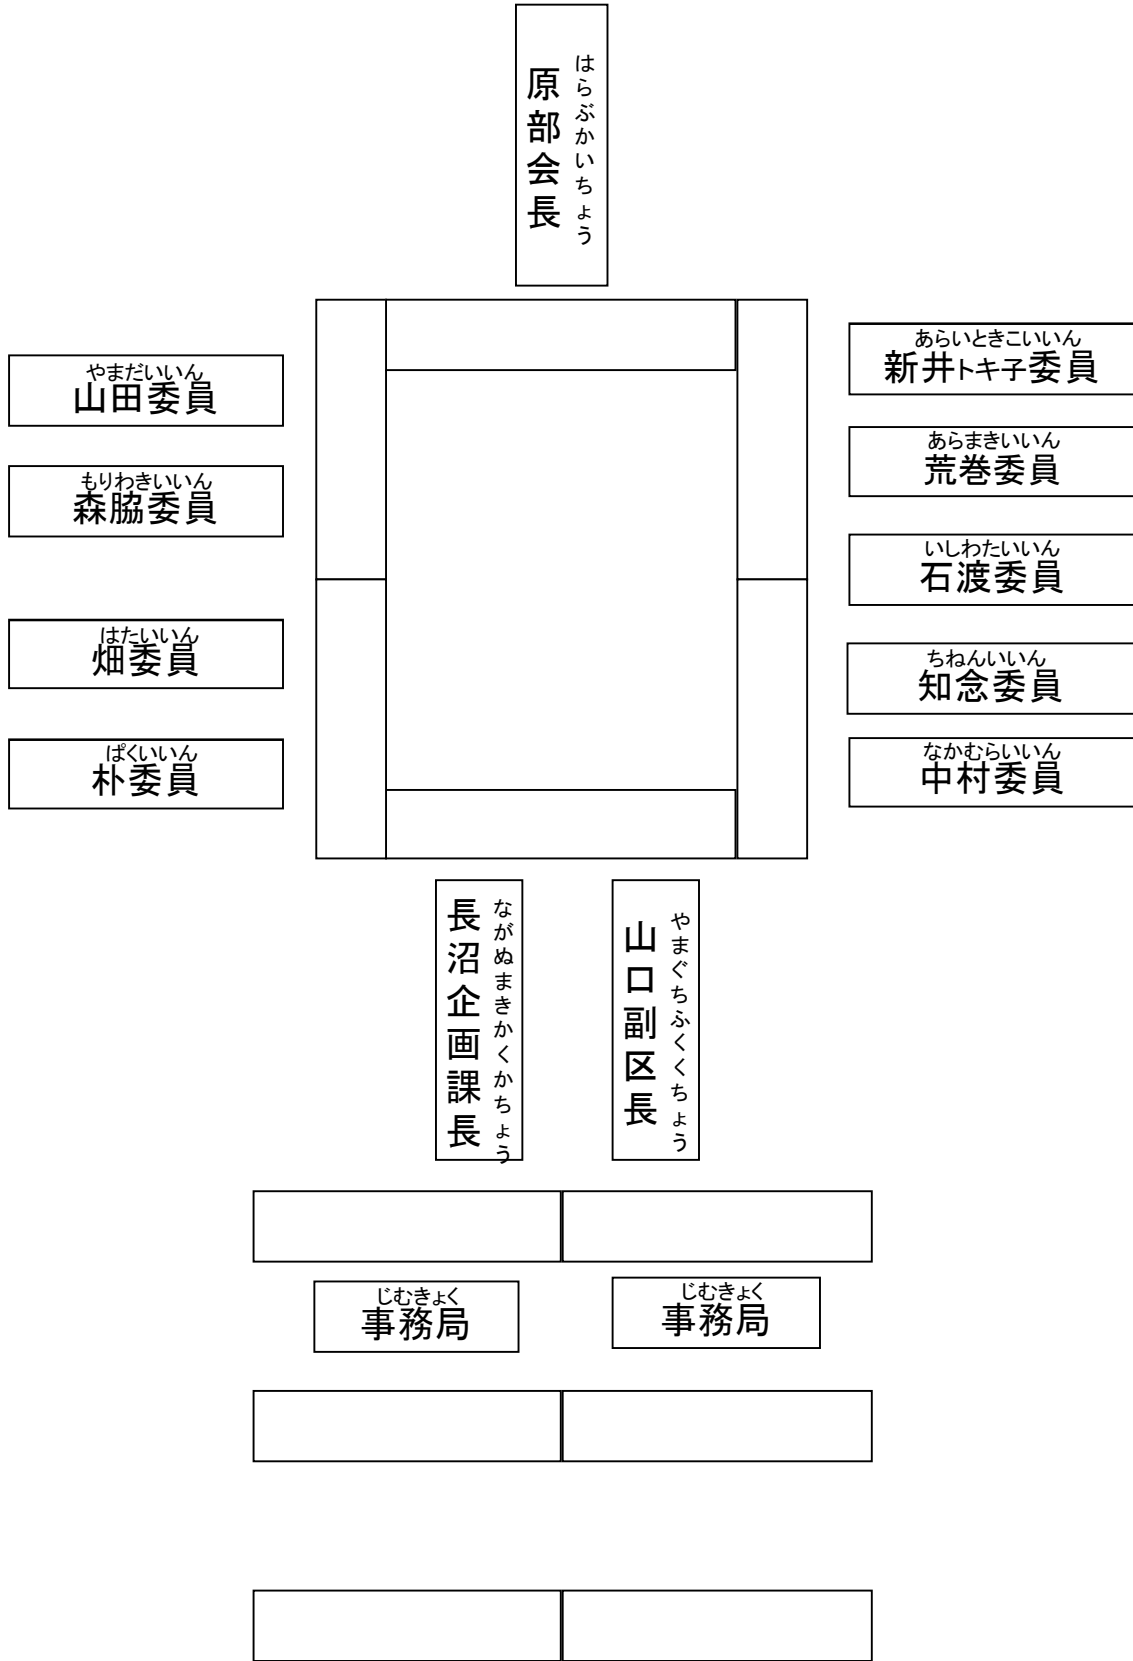 はらぶかいちょう
原部会長
やまだいいん
山田委員
もりわきいいん
森脇委員
はたいいん
畑委員
ぱくいいん
朴委員
あらいときこいいん
新井トキ子委員
あらまきいいん
荒巻委員
いしわたいいん
石渡委員
ちねんいいん
知念委員
なかむらいいん
中村委員
ながぬまきかくかちょう
長沼企画課長
やまぐちふくくちょう
山口副区長
じむきょく
事務局
じむきょく
事務局